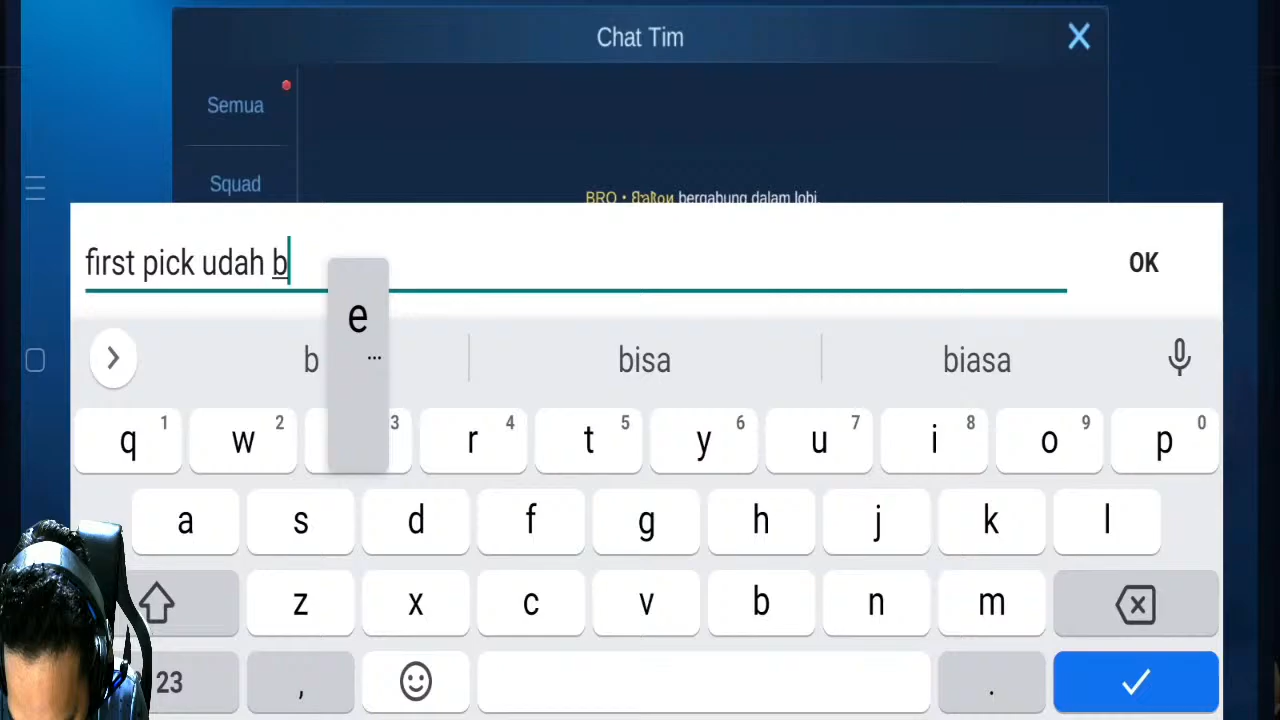 Chat Tim
Semua
Squad
BRO • Braкoи bergabung dalam lobi.
first pick udah b
OK
e
...
b
bisa
biasa
q 1 w 2 3 r 4 t 5 y 6 u 7 i 8 o 9 p 0
a s d f g h j k l
z x c v b n m
23 , .